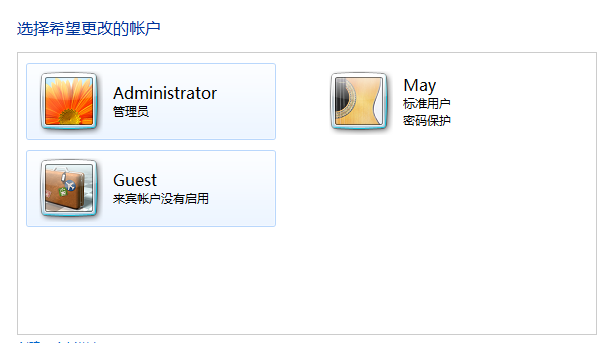 选择希望更改的帐户
Administrator
管理员
May
标准用户
密码保护
Guest
来宾帐户没有启用